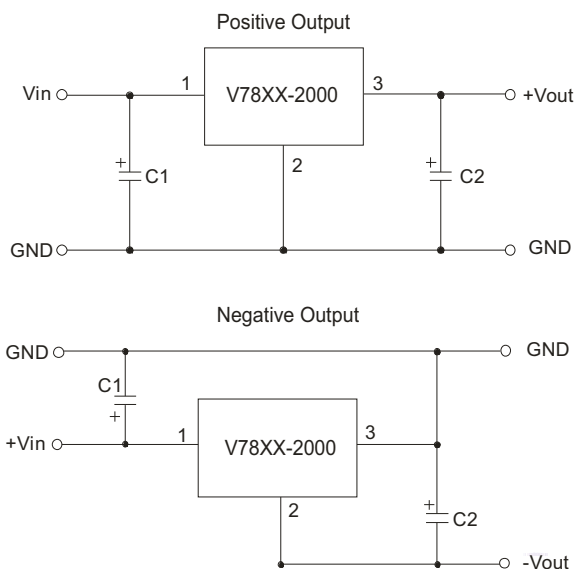 Positive Output
Vin
1
V78XX-2000
3
+Vout
2
+
C1
+
C2
GND
GND
Negative Output
GND
GND
C1
+
+Vin
1
V78XX-2000
3
2
+
C2
-Vout